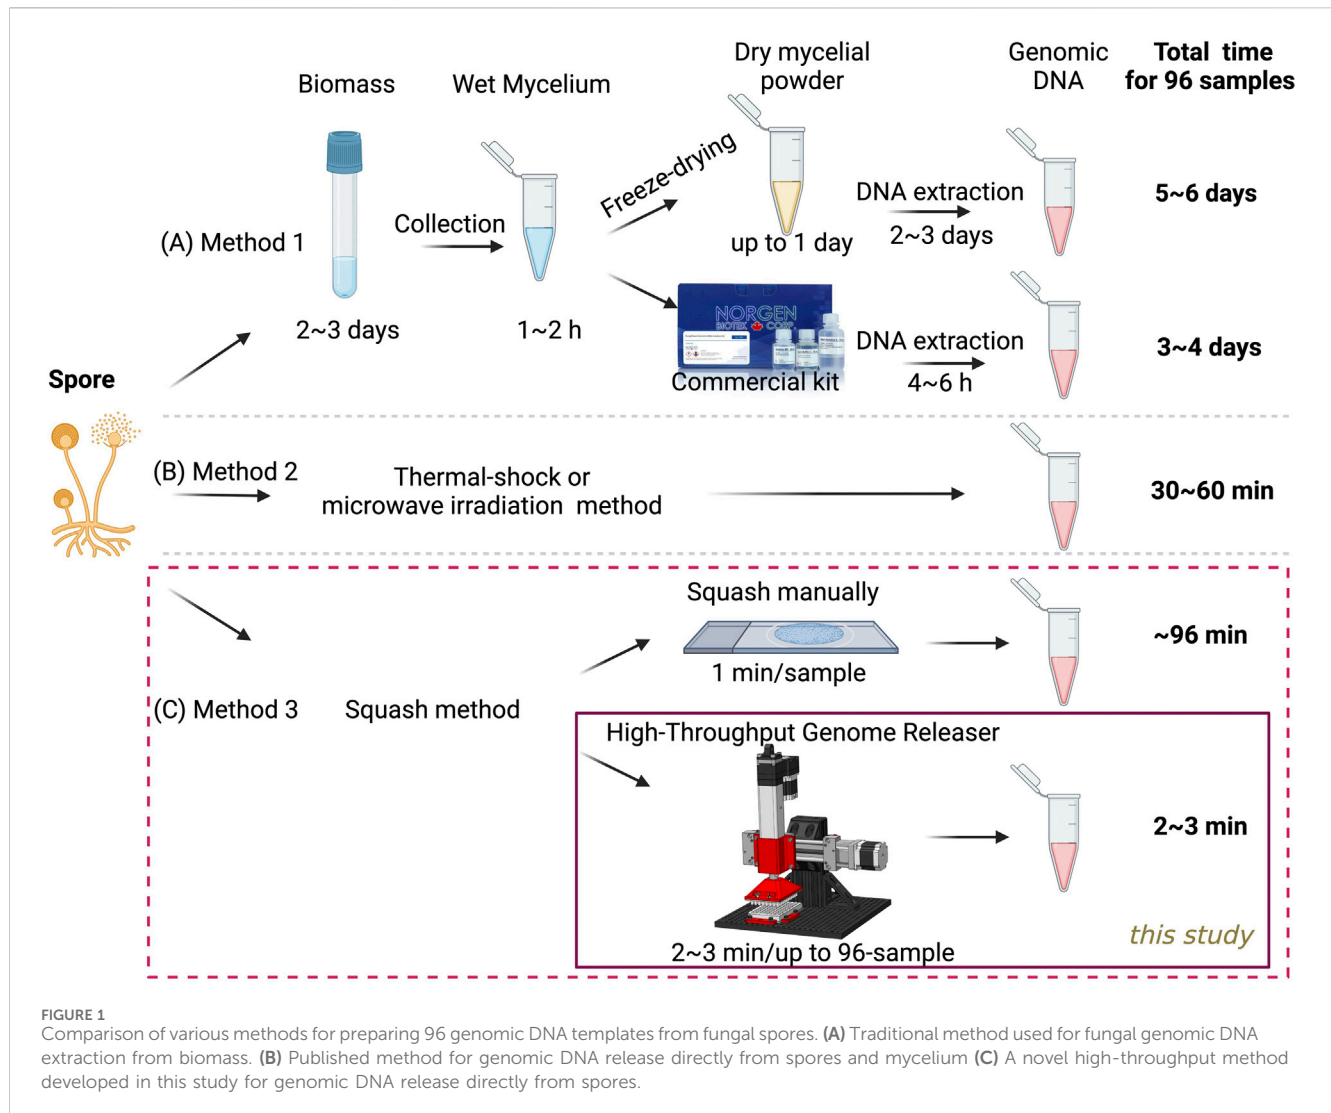 Biomass
Wet Mycelium
Dry mycelial
powder
Genomic
DNA
Total time
for 96 samples
Spore
(A) Method 1
2~3 days
Collection
1~2 h
Freeze-drying
up to 1 day
DNA extraction
2~3 days
5~6 days
NORGEN
BIOTEK CORP
Commercial kit
DNA extraction
4~6 h
3~4 days
(B) Method 2
Thermal-shock or
microwave irradiation method
30~60 min
(C) Method 3
Squash method
Squash manually
1 min/sample
~96 min
High-Throughput Genome Releaser
2~3 min/up to 96-sample
2~3 min
this study
FIGURE 1
Comparison of various methods for preparing 96 genomic DNA templates from fungal spores. (A) Traditional method used for fungal genomic DNA
extraction from biomass. (B) Published method for genomic DNA release directly from spores and mycelium (C) A novel high-throughput method
developed in this study for genomic DNA release directly from spores.